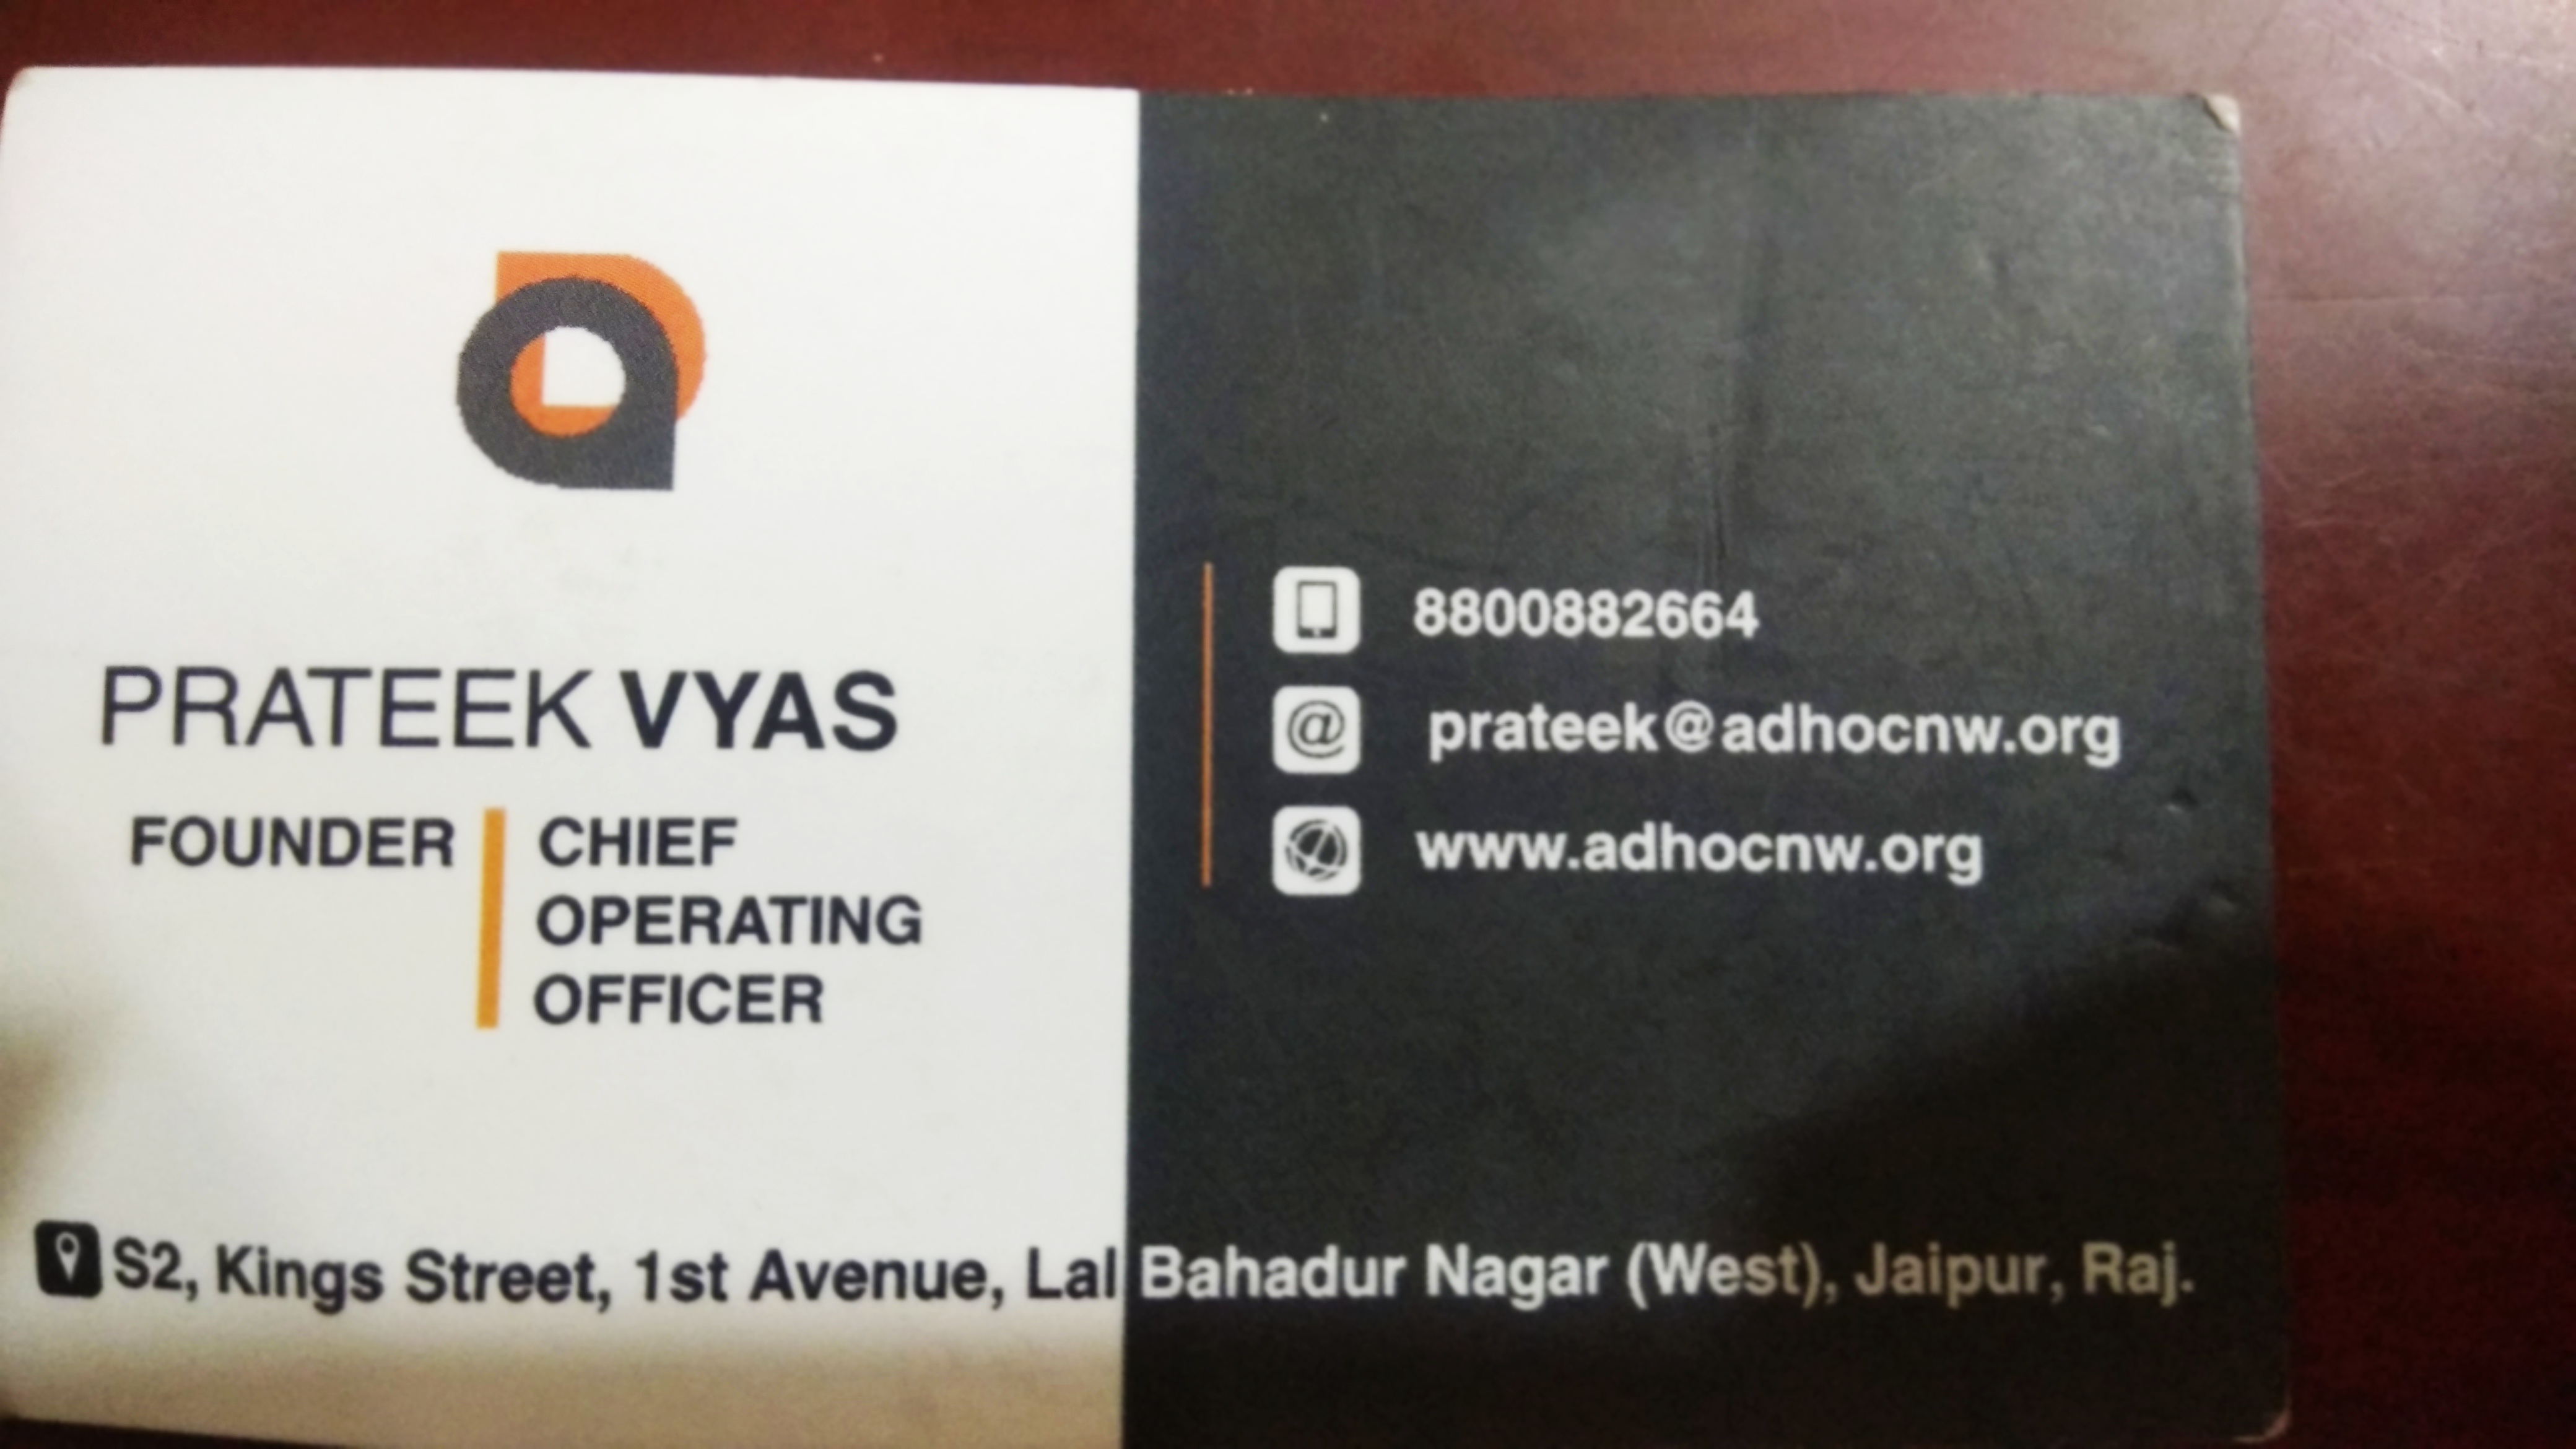 PRATEEK VYAS
FOUNDER
CHIEF
OPERATING
OFFICER
8800882664
prateek@adhocnw.org
www.adhocnw.org
S2, Kings Street, 1st Avenue, Lal Bahadur Nagar (West), Jaipur, Raj.